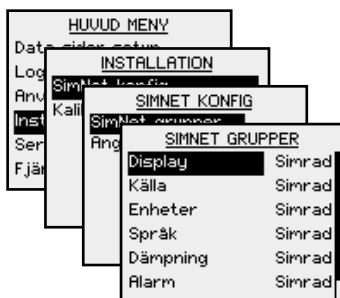 HUVUD MENY
Data sidor setup
Log
Anv
Inst
Ser
Fjär
INSTALLATION
SimNet konfig
Kali
SIMNET KONFIG
SimNet grupper
Ang
SIMNET GRUPPER
Display Simrad
Källa Simrad
Enheter Simrad
Språk Simrad
Dämpning Simrad
Alarm Simrad